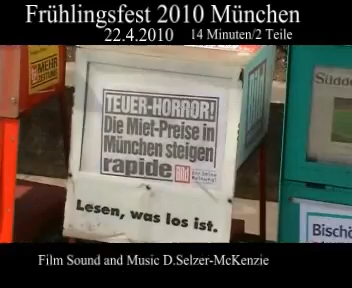 Frühlingsfest 2010 München
22.4.2010 14 Minuten/2 Teile
MEHR
TEUER-HORROR!
Die Miet-Preise in
München steigen
rapide
Bild
Lesen, was los ist.
Südde
Bischö
Film Sound and Music D.Selzer-McKenzie